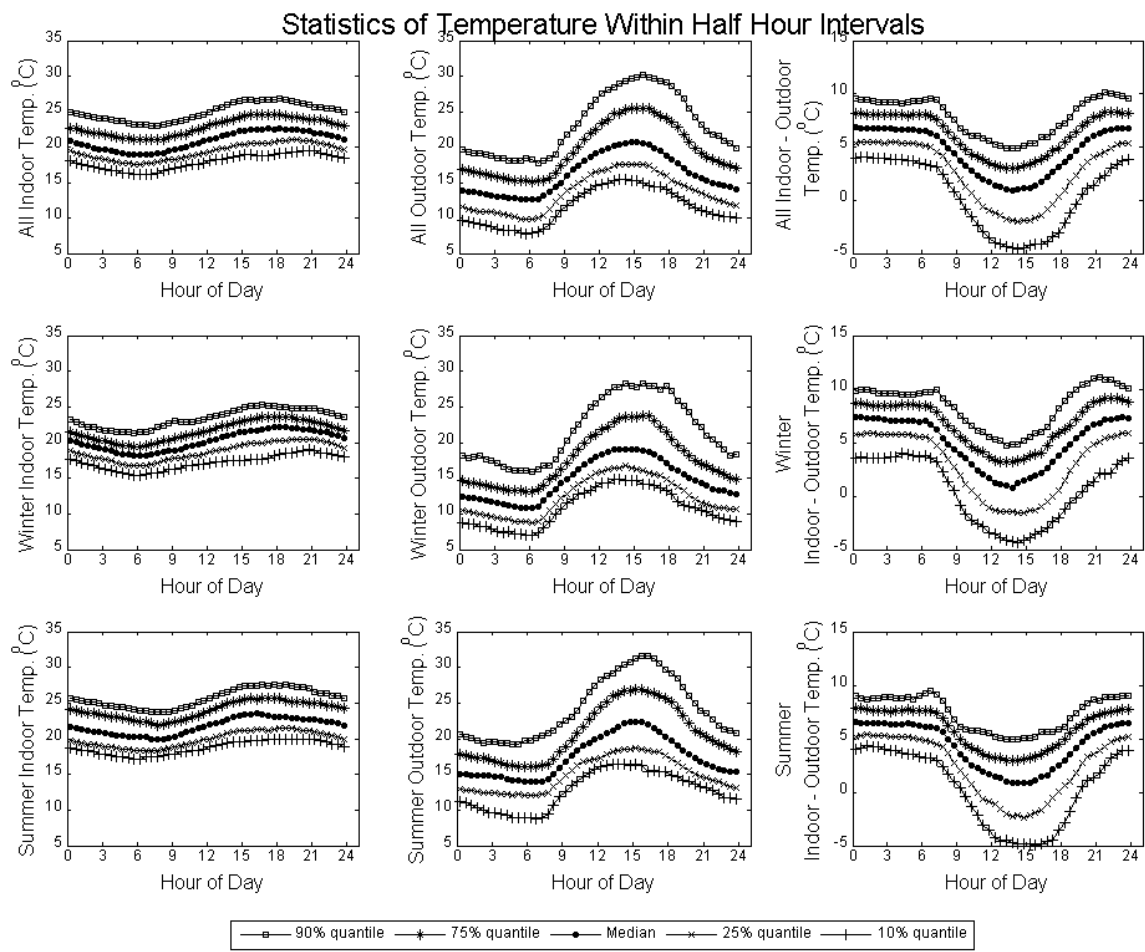 Statistics of Temperature Within Half Hour Intervals
All Indoor Temp. (⁰C)
35
30
25
20
15
10
5
0 3 6 9 12 15 18 21 24
Hour of Day
All Outdoor Temp. (⁰C)
35
30
25
20
15
10
5
0 3 6 9 12 15 18 21 24
Hour of Day
All Indoor - Outdoor
Temp. (⁰C)
15
10
5
0
-5
0 3 6 9 12 15 18 21 24
Hour of Day
Winter Indoor Temp. (⁰C)
35
30
25
20
15
10
5
0 3 6 9 12 15 18 21 24
Hour of Day
Winter Outdoor Temp. (⁰C)
35
30
25
20
15
10
5
0 3 6 9 12 15 18 21 24
Hour of Day
Winter
Indoor - Outdoor Temp. (⁰C)
15
10
5
0
-5
0 3 6 9 12 15 18 21 24
Hour of Day
Summer Indoor Temp. (⁰C)
35
30
25
20
15
10
5
0 3 6 9 12 15 18 21 24
Hour of Day
Summer Outdoor Temp. (⁰C)
35
30
25
20
15
10
5
0 3 6 9 12 15 18 21 24
Hour of Day
Summer
Indoor - Outdoor Temp. (⁰C)
15
10
5
0
-5
0 3 6 9 12 15 18 21 24
Hour of Day
90% quantile 75% quantile Median 25% quantile 10% quantile